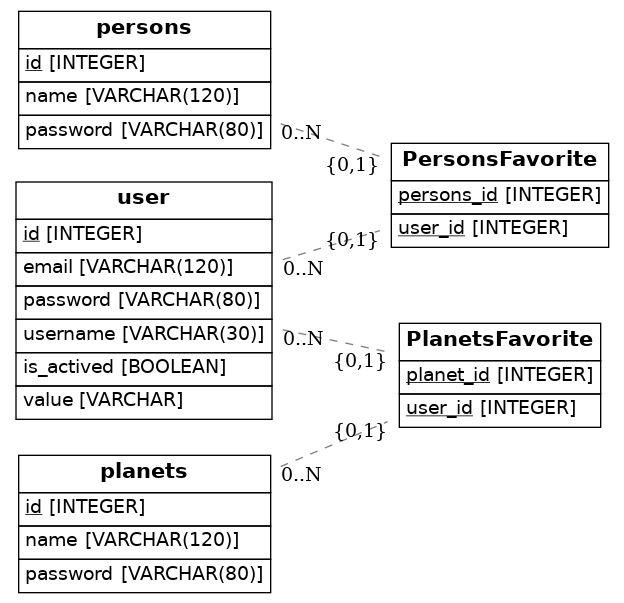 persons
id [INTEGER]
name [VARCHAR(120)]
password [VARCHAR(80)]
0..N
{0,1}
PersonsFavorite
persons_id [INTEGER]
user_id [INTEGER]
user
id [INTEGER]
email [VARCHAR(120)]
password [VARCHAR(80)]
username [VARCHAR(30)]
is_actived [BOOLEAN]
value [VARCHAR]
{0,1}
0..N
0..N
{0,1}
PlanetsFavorite
planet_id [INTEGER]
user_id [INTEGER]
{0,1}
0..N
planets
id [INTEGER]
name [VARCHAR(120)]
password [VARCHAR(80)]